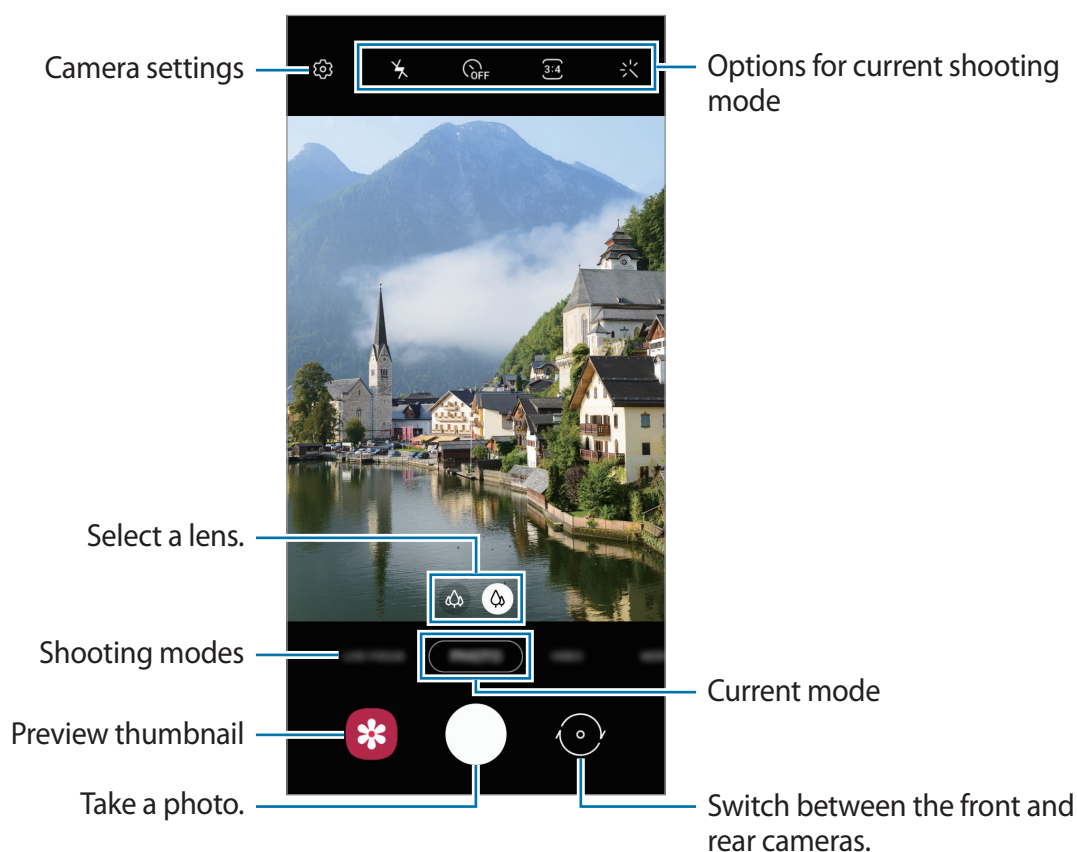 Camera settings
OFF
3:4
Options for current shooting
mode
Select a lens.
Shooting modes
PHOTO
Current mode
Preview thumbnail
Take a photo.
Switch between the front and
rear cameras.